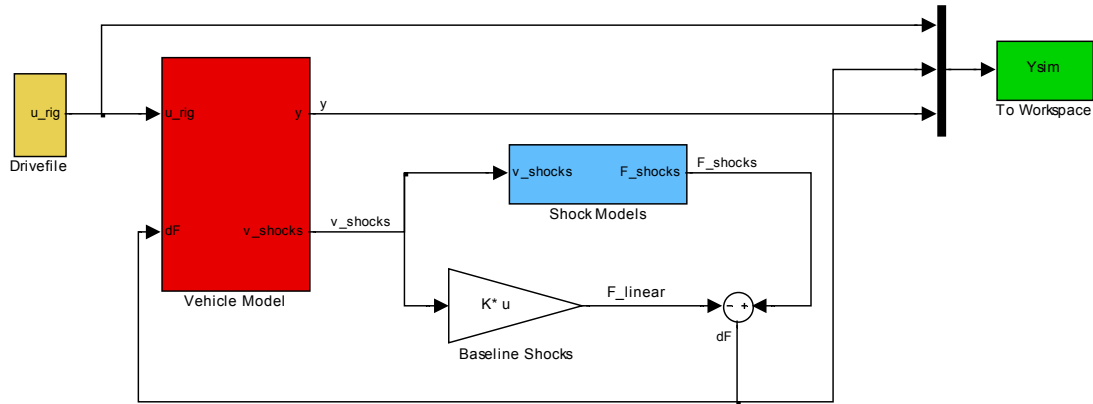 u_rig
Drivefile
u_rig
y
dF
v_shocks
Vehicle Model
y
v_shocks
v_shocks
F_shocks
Shock Models
F_shocks
K* u
Baseline Shocks
F_linear
- +
dF
Ysim
To Workspace